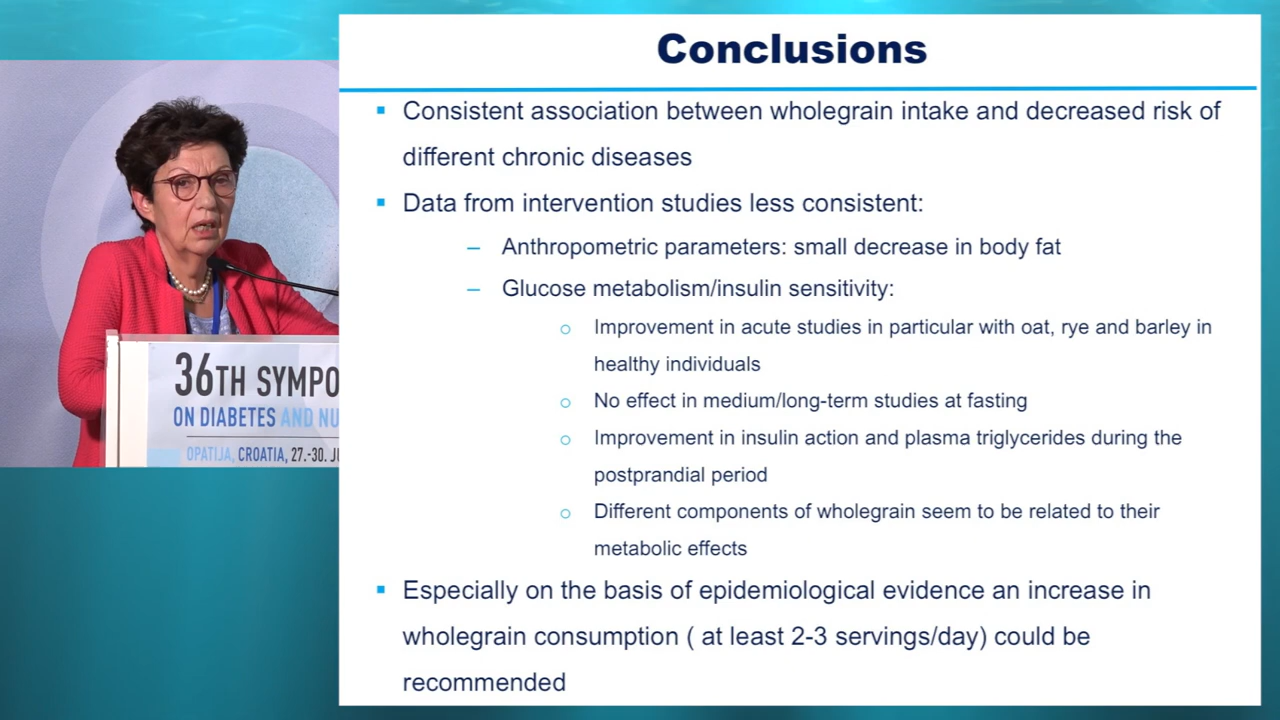 Conclusions
Consistent association between wholegrain intake and decreased risk of
different chronic diseases
Data from intervention studies less consistent:
– Anthropometric parameters: small decrease in body fat
– Glucose metabolism/insulin sensitivity:
Improvement in acute studies in particular with oat, rye and barley in
healthy individuals
No effect in medium/long-term studies at fasting
Improvement in insulin action and plasma triglycerides during the
postprandial period
Different components of wholegrain seem to be related to their
metabolic effects
Especially on the basis of epidemiological evidence an increase in
wholegrain consumption ( at least 2-3 servings/day) could be
recommended
36TH SYMPO
ON DIABETES AND NU
OPATIJA, CROATIA, 27.-30. J